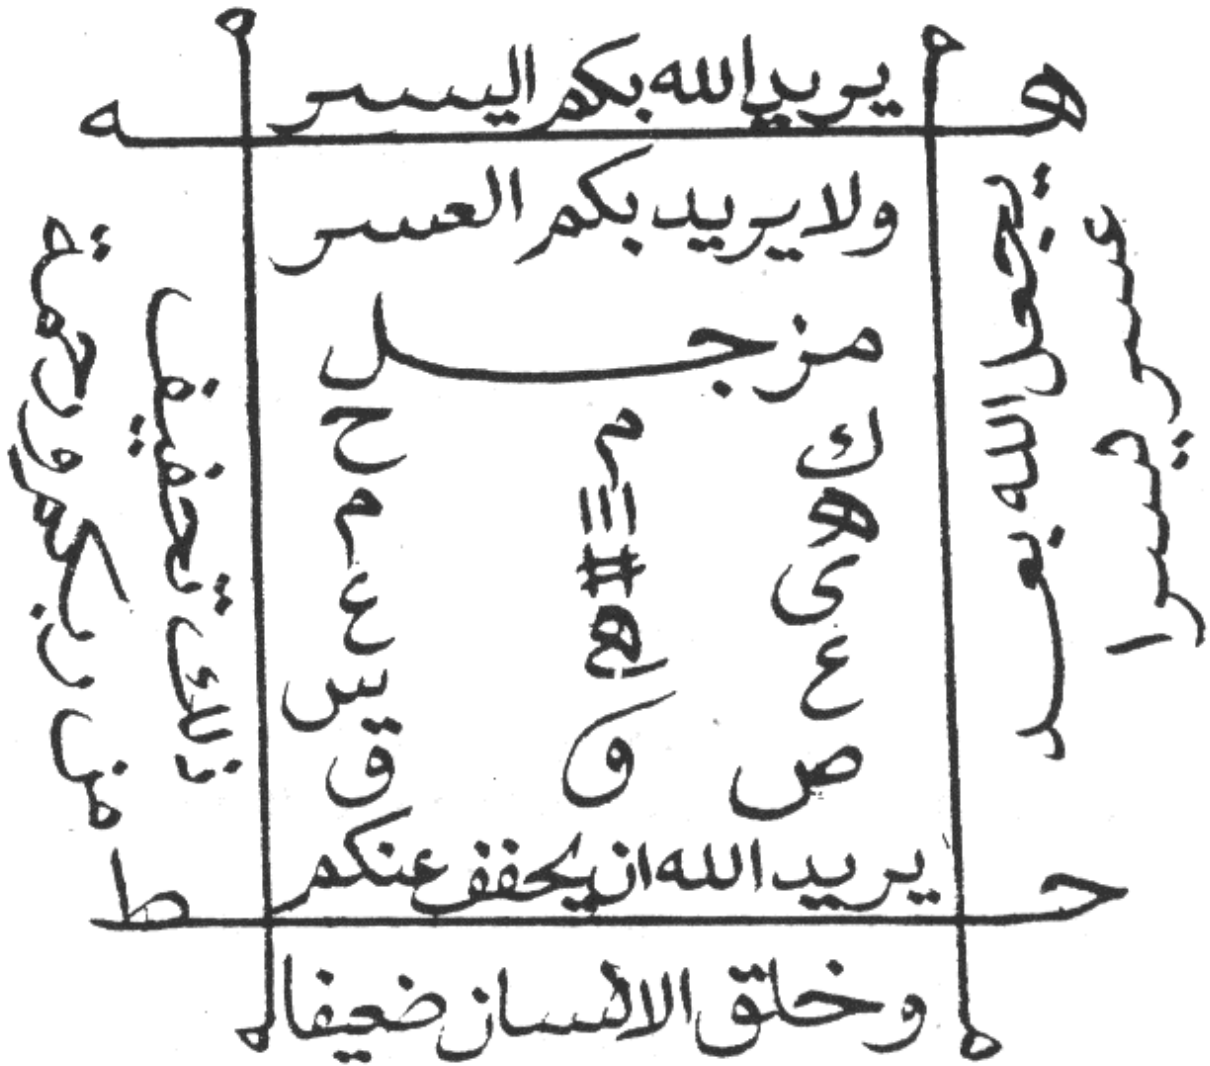 يريد الله بكم اليسر
ولا يريد بكم العسر
مزجل
ك م ح
ه ااا م
ى # ع
ع ه س
ص و ق
يريد الله ان يخفف عنكم
وخلق الانسان ضعيفا
سيجعل الله بعد
عسر يسرا
ذلك تخفيف
من ربكم ورحمة
ه
ه
ط
ح